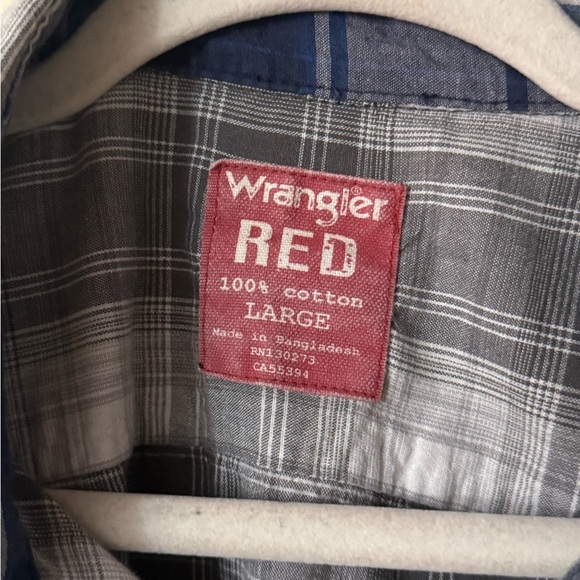 Wrangler®
RED
100% cotton
LARGE
Made in Bangladesh
RN130273
CA55394